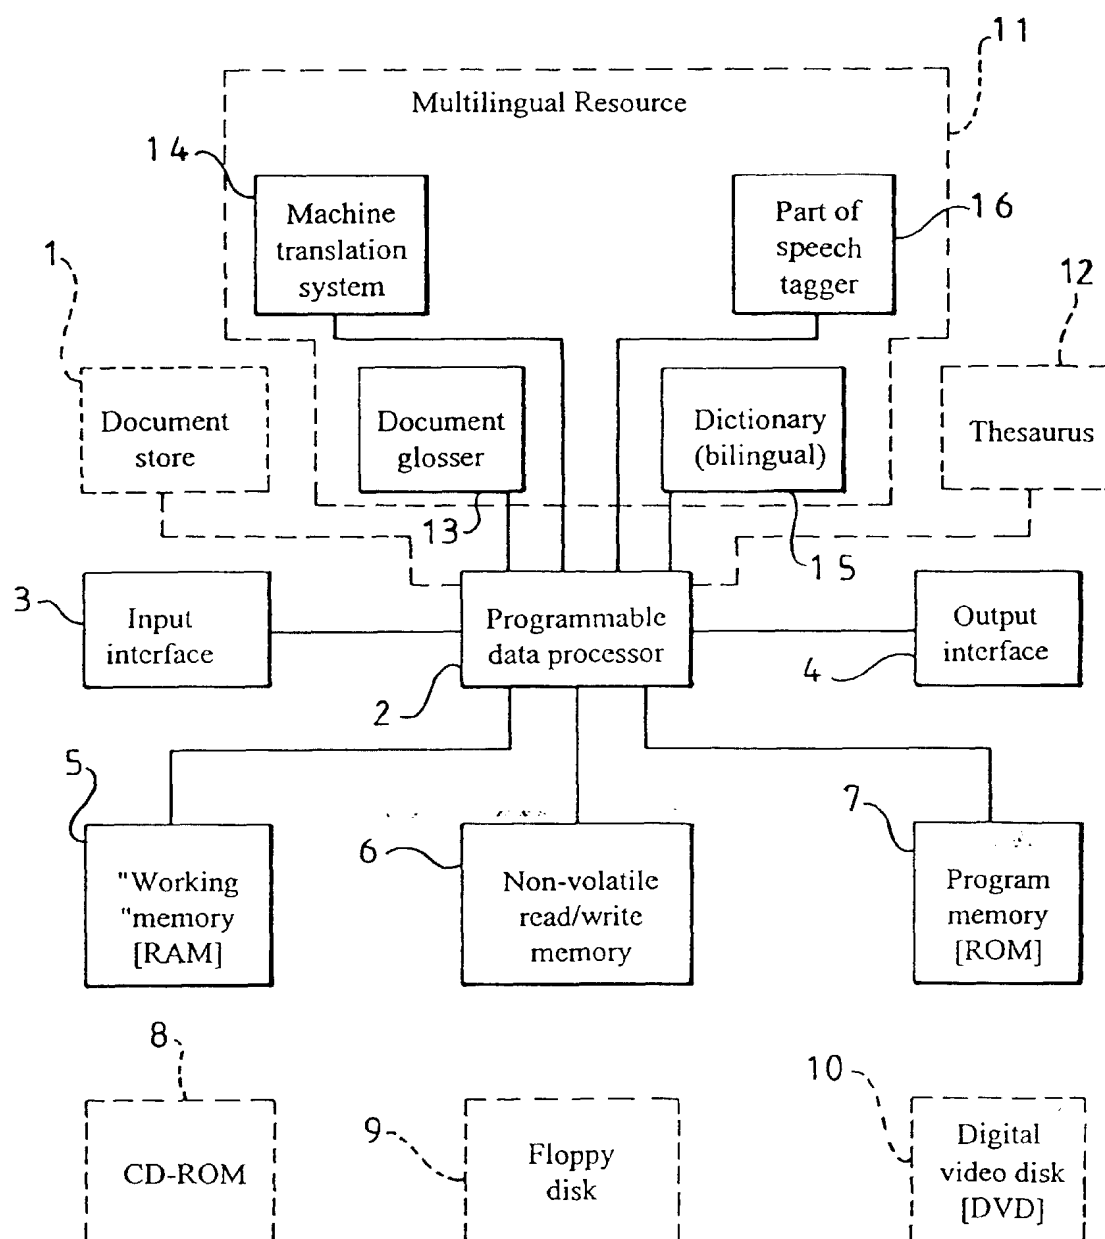 11
Multilingual Resource
14
Machine
translation
system
Part of
speech
tagger
16
1
12
Document
store
Document
glosser
Dictionary
(bilingual)
Thesaurus
13
15
3
Input
interface
Programmable
data processor
Output
interface
2
4
5
6
7
"Working
"memory
[RAM]
Non-volatile
read/write
memory
Program
memory
[ROM]
8
9
10
CD-ROM
Floppy
disk
Digital
video disk
[DVD]